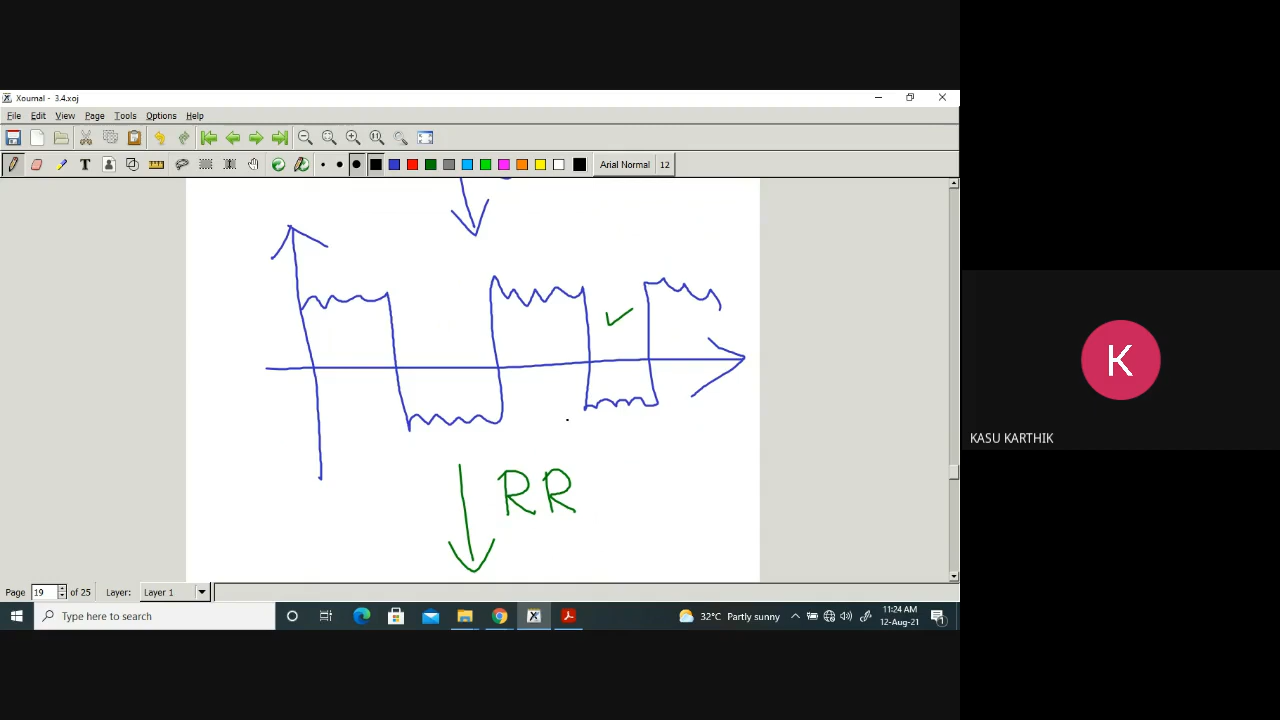 Xournal - 3.4.xoj
File Edit View Page Tools Options Help
T Arial Normal 12
RR
K
KASU KARTHIK
Page 19 of 25 Layer: Layer 1
Type here to search
32°C Partly sunny
11:24 AM
12-Aug-21
1